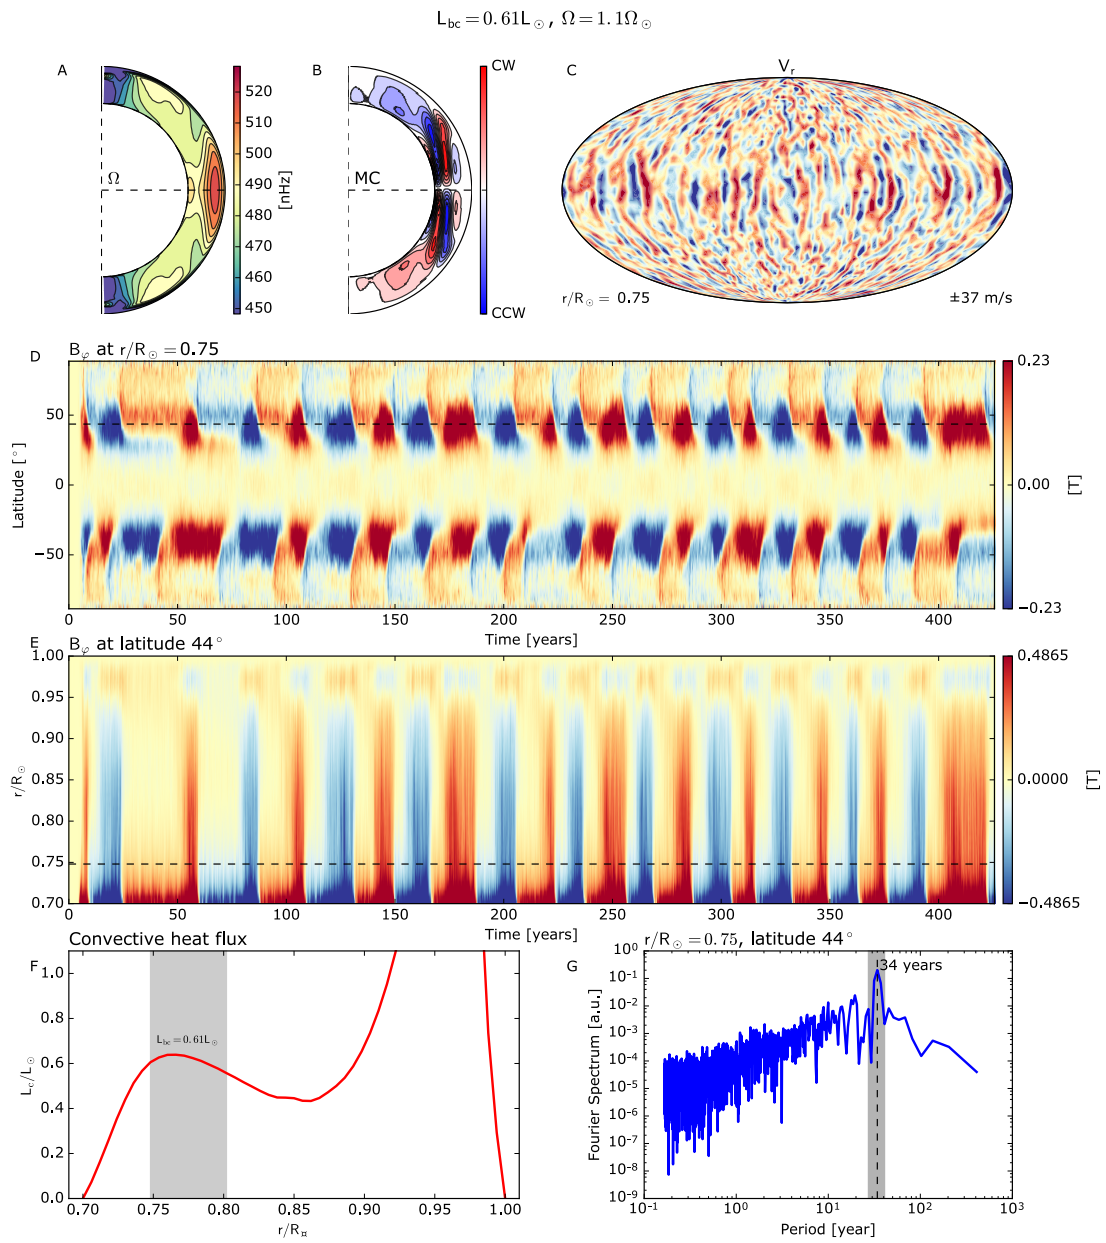 L_bc = 0.61L_☉, Ω = 1.1Ω_☉
A
Ω
520
510
500
490
480
470
460
450
[nHz]
B
MC
CW
CCW
C
V_r
r/R_☉ = 0.75
±37 m/s
D
B_φ at r/R_☉ = 0.75
50
0
−50
Latitude [°]
0 50 100 150 200 250 300 350 400
Time [years]
0.23
0.00
−0.23
[T]
E
B_φ at latitude 44°
1.00
0.95
0.90
0.85
0.80
0.75
0.70
r/R_☉
0 50 100 150 200 250 300 350 400
Time [years]
0.4865
0.0000
−0.4865
[T]
Convective heat flux
F
1.0
0.8
0.6
0.4
0.2
0.0
L_c/L_☉
L_bc=0.61L_☉
0.70 0.75 0.80 0.85 0.90 0.95 1.00
r/R_¤
r/R_☉ = 0.75, latitude 44°
G
34 years
10^0
10^-1
10^-2
10^-3
10^-4
10^-5
10^-6
10^-7
10^-8
10^-9
Fourier Spectrum [a.u.]
10^-1 10^0 10^1 10^2 10^3
Period [year]